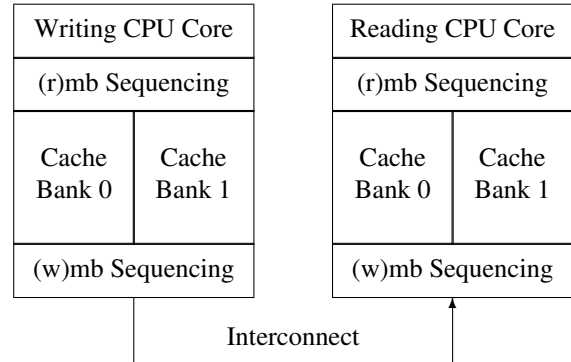 Writing CPU Core
(r)mb Sequencing
Cache
Bank 0
Cache
Bank 1
(w)mb Sequencing
Reading CPU Core
(r)mb Sequencing
Cache
Bank 0
Cache
Bank 1
(w)mb Sequencing
Interconnect